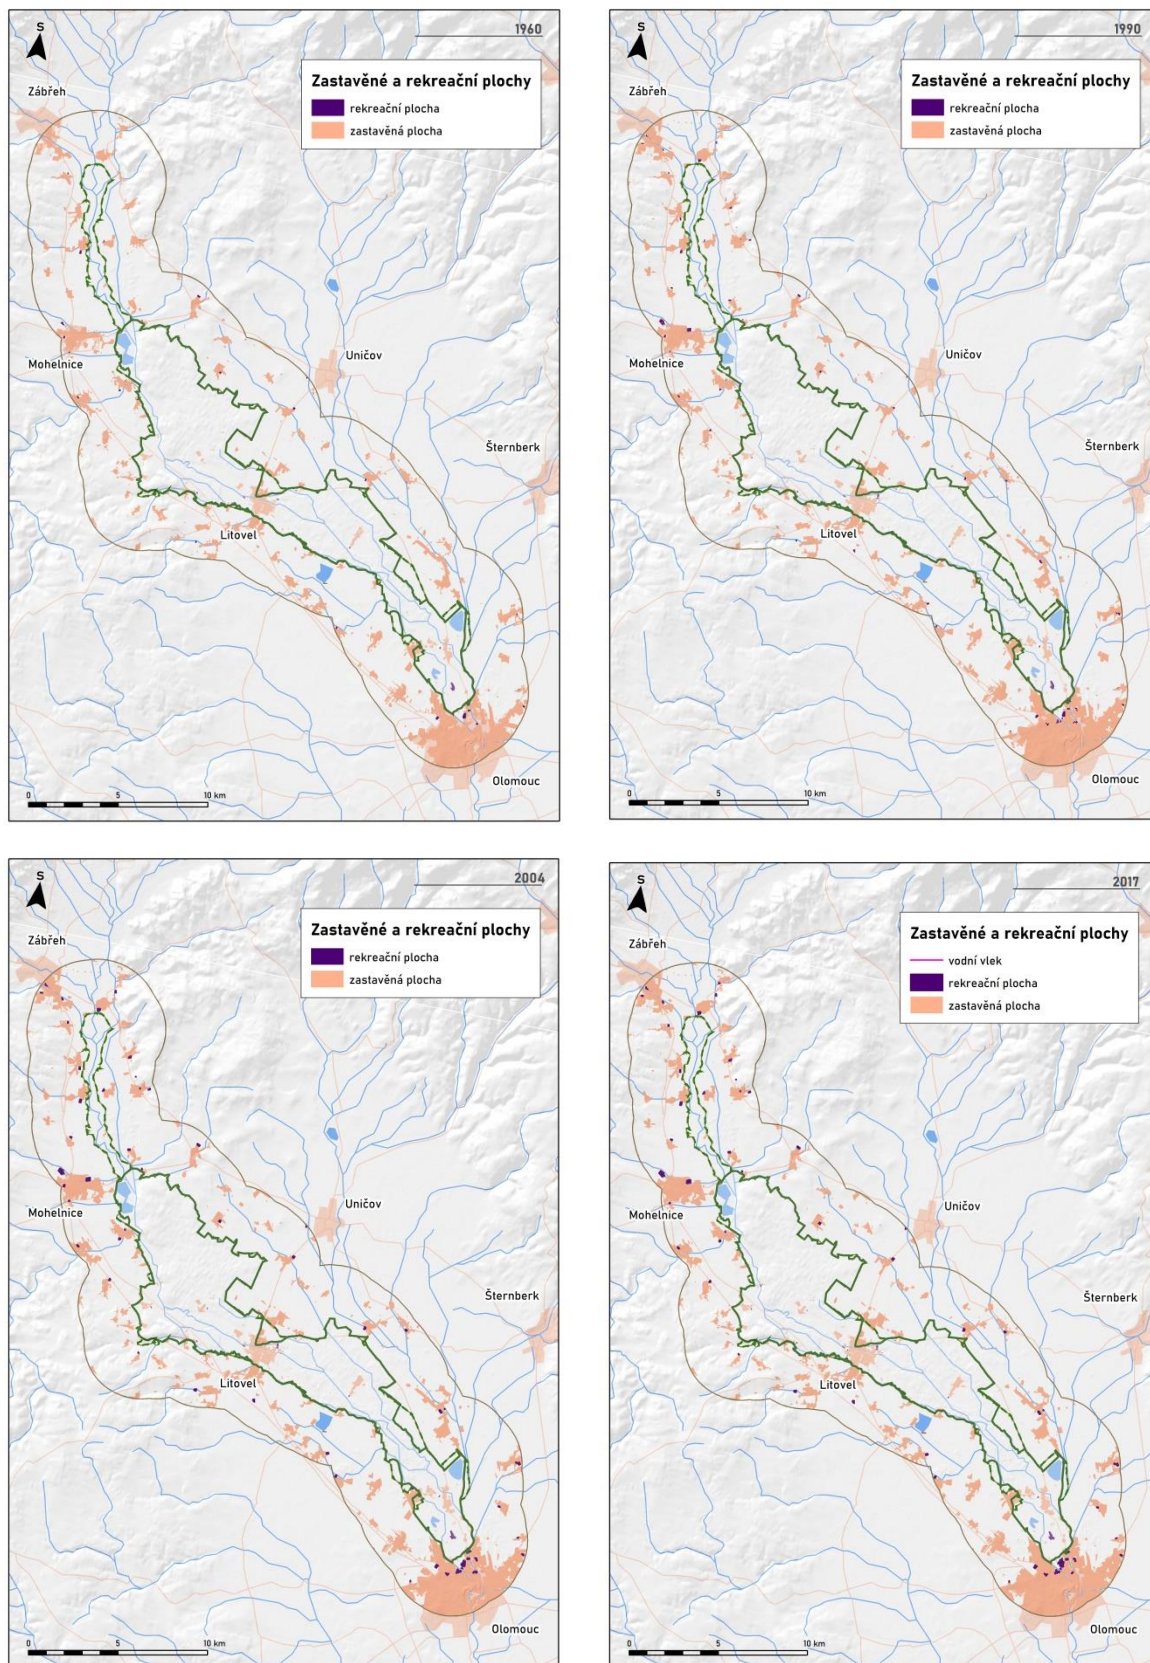 1960
S
Zastavěné a rekreační plochy
rekreační plocha
zastavěná plocha
Zábřeh
Mohelnice
Uničov
Šternberk
Litovel
Olomouc
0 5 10 km
1990
S
Zastavěné a rekreační plochy
rekreační plocha
zastavěná plocha
Zábřeh
Mohelnice
Uničov
Šternberk
Litovel
Olomouc
0 5 10 km
2004
S
Zastavěné a rekreační plochy
rekreační plocha
zastavěná plocha
Zábřeh
Mohelnice
Uničov
Šternberk
Litovel
Olomouc
0 5 10 km
2017
S
Zastavěné a rekreační plochy
vodní vlek
rekreační plocha
zastavěná plocha
Zábřeh
Mohelnice
Uničov
Šternberk
Litovel
Olomouc
0 5 10 km